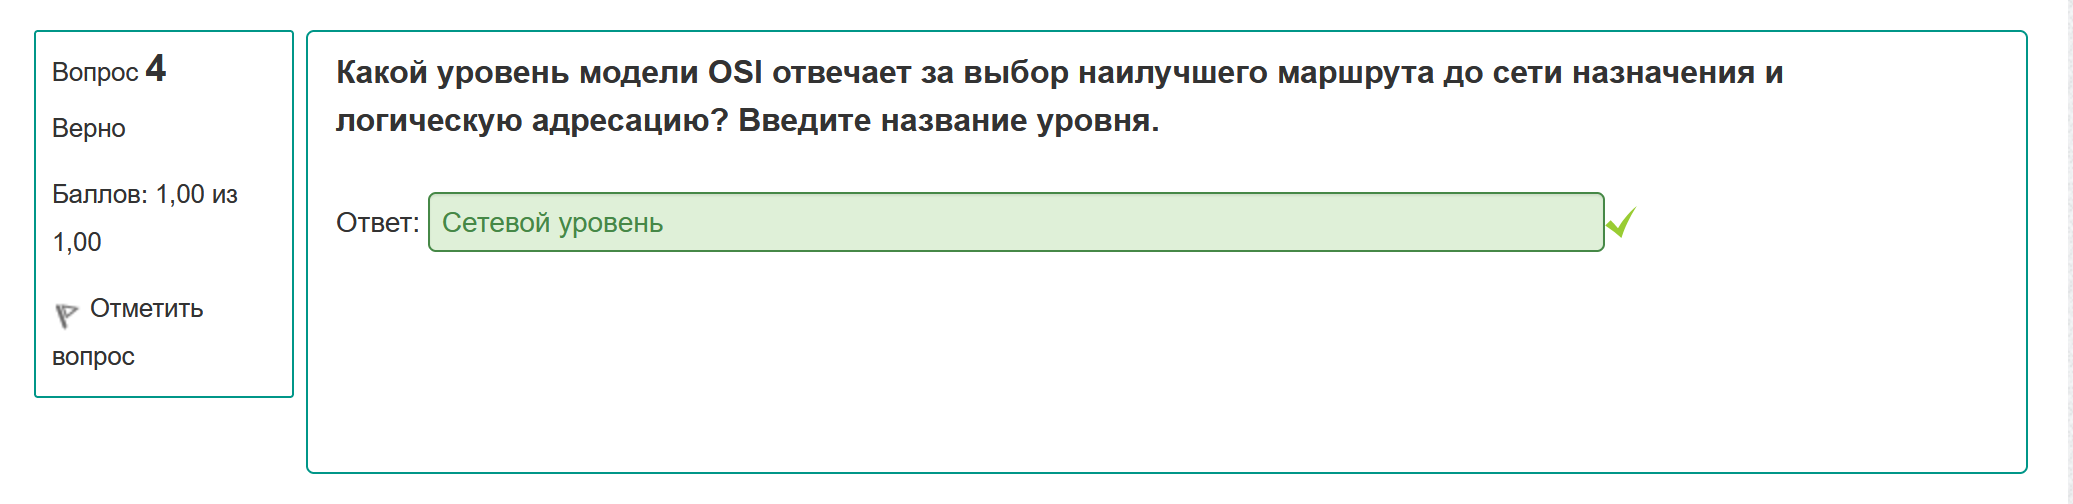 Вопрос 4
Верно
Баллов: 1,00 из
1,00
Отметить
вопрос
Какой уровень модели OSI отвечает за выбор наилучшего маршрута до сети назначения и
логическую адресацию? Введите название уровня.
Ответ: Сетевой уровень